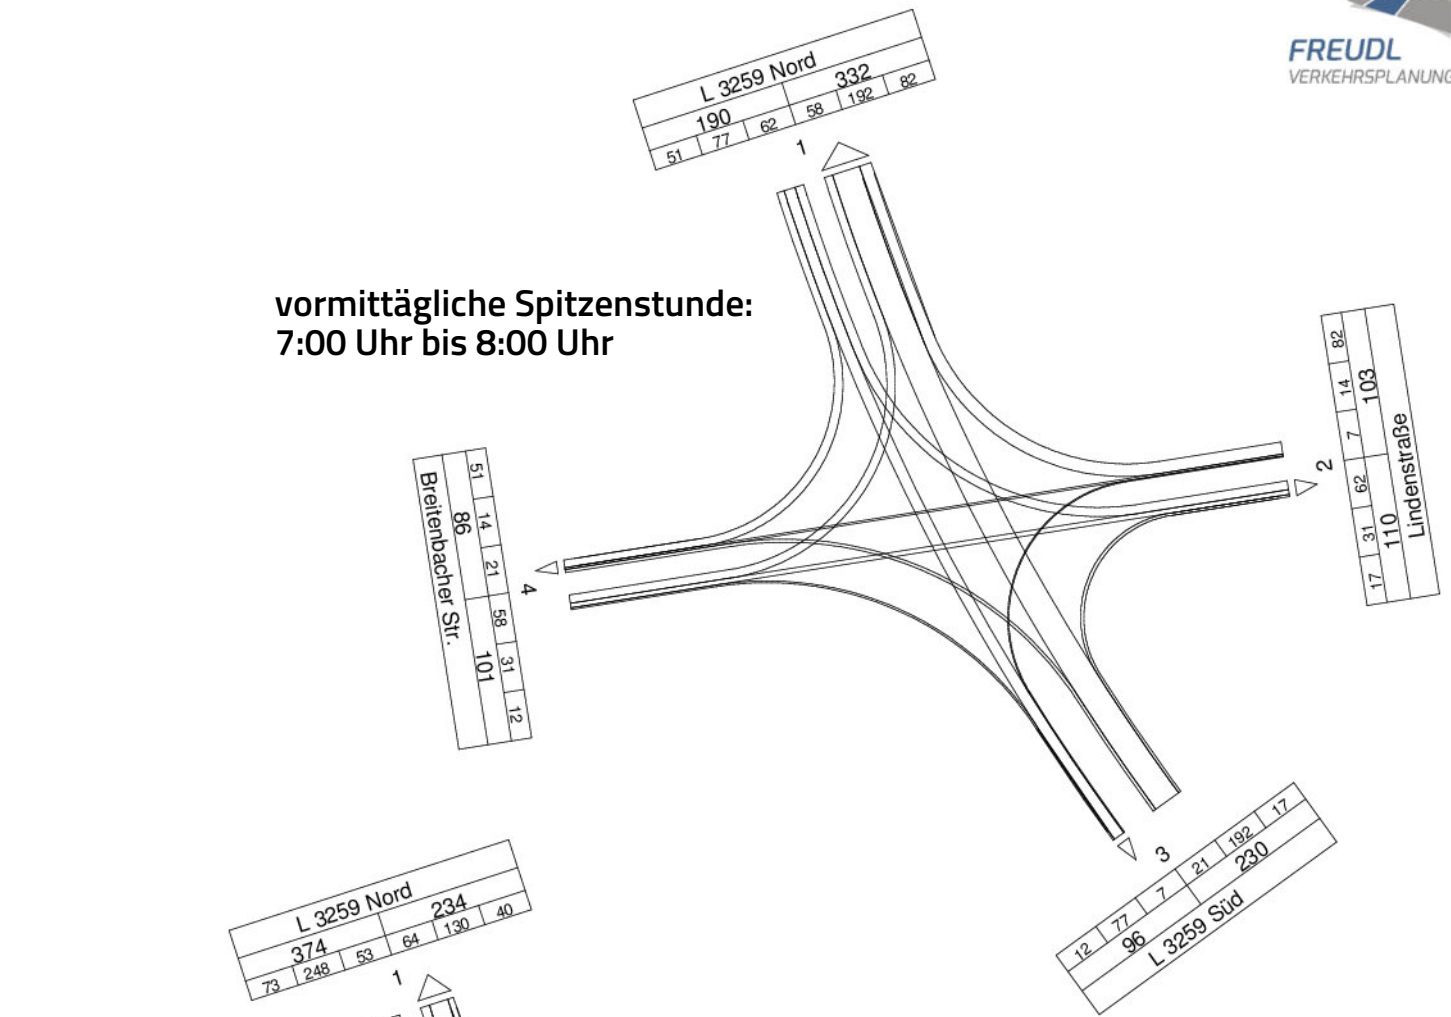 FREUDL
VERKEHRSPLANUNG
L 3259 Nord
190 332
51 77 62 58 192 82
1
vormittägliche Spitzenstunde:
7:00 Uhr bis 8:00 Uhr
82 14 7 62 31 17
103 110
Lindenstraße
2
51 14 21 58 31 12
86 101
Breitenbacher Str.
4
3
12 77 7 21 192 17
96 230
L 3259 Süd
L 3259 Nord
374 234
73 248 53 64 130 40
1